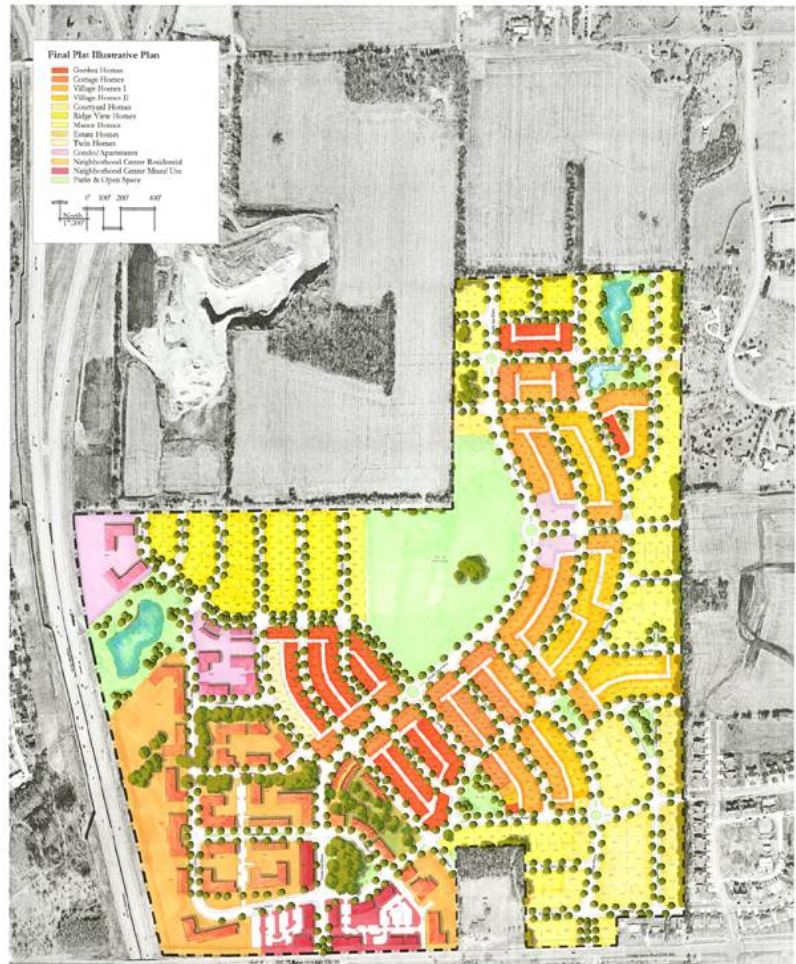 Final Plat Illustrative Plan
Garden Homes
Cottage Homes
Village Homes I
Village Homes II
Courtyard Homes
Ridge View Homes
Manor Homes
Estate Homes
Twin Homes
Condo/Apartments
Neighborhood Center Residential
Neighborhood Center Mixed Use
Parks & Open Space
0' 100' 200' 400'
North
1"=200'